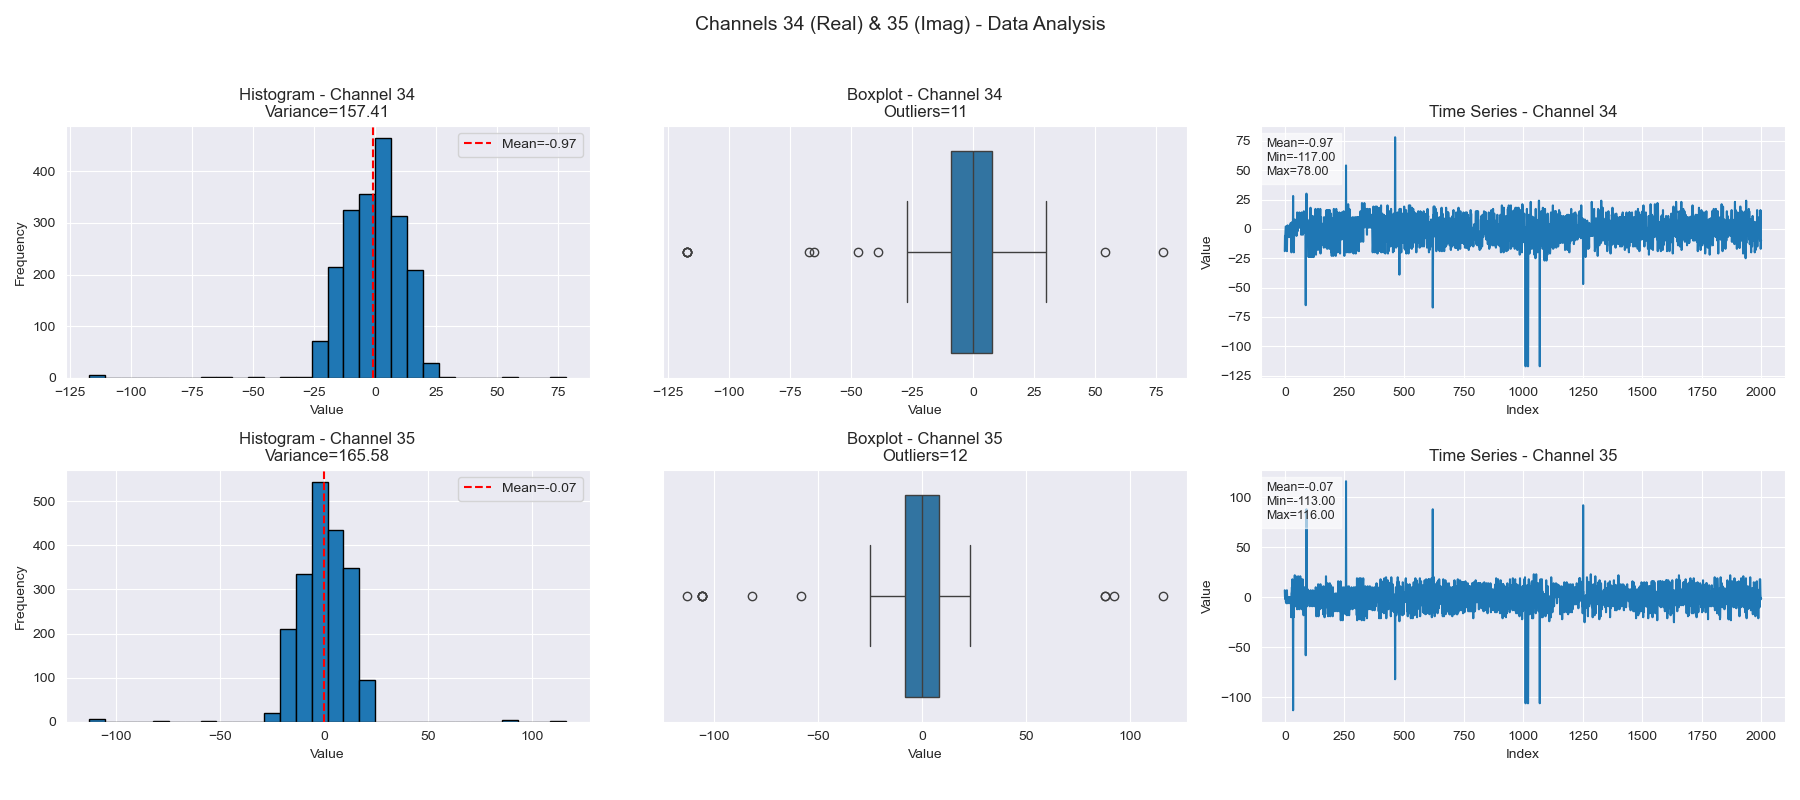 Channels 34 (Real) & 35 (Imag) - Data Analysis
Histogram - Channel 34
Variance=157.41
Mean=-0.97
Frequency
400
300
200
100
0
−125 −100 −75 −50 −25 0 25 50 75
Value
Boxplot - Channel 34
Outliers=11
−125 −100 −75 −50 −25 0 25 50 75
Value
Time Series - Channel 34
Mean=-0.97
Min=-117.00
Max=78.00
Value
75
50
25
0
−25
−50
−75
−100
−125
0 250 500 750 1000 1250 1500 1750 2000
Index
Histogram - Channel 35
Variance=165.58
Mean=-0.07
Frequency
500
400
300
200
100
0
−100 −50 0 50 100
Value
Boxplot - Channel 35
Outliers=12
−100 −50 0 50 100
Value
Time Series - Channel 35
Mean=-0.07
Min=-113.00
Max=116.00
Value
100
50
0
−50
−100
0 250 500 750 1000 1250 1500 1750 2000
Index